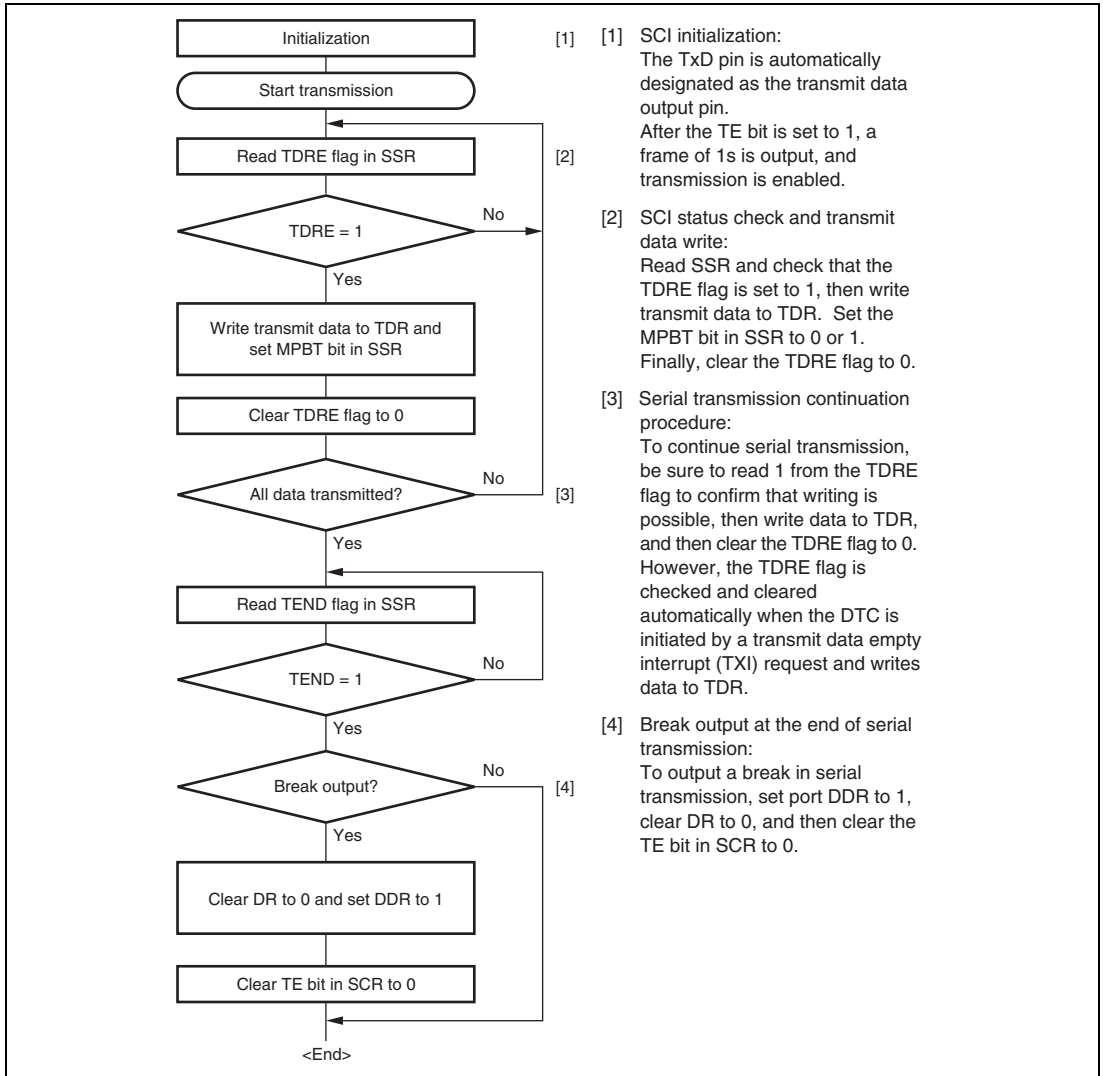 Initialization
[1]
Start transmission
Read TDRE flag in SSR
[2]
TDRE = 1
No
Yes
Write transmit data to TDR and
set MPBT bit in SSR
Clear TDRE flag to 0
All data transmitted?
No
[3]
Yes
Read TEND flag in SSR
TEND = 1
No
Yes
Break output?
No
[4]
Yes
Clear DR to 0 and set DDR to 1
Clear TE bit in SCR to 0
<End>
[1] SCI initialization:
The TxD pin is automatically
designated as the transmit data
output pin.
After the TE bit is set to 1, a
frame of 1s is output, and
transmission is enabled.
[2] SCI status check and transmit
data write:
Read SSR and check that the
TDRE flag is set to 1, then write
transmit data to TDR. Set the
MPBT bit in SSR to 0 or 1.
Finally, clear the TDRE flag to 0.
[3] Serial transmission continuation
procedure:
To continue serial transmission,
be sure to read 1 from the TDRE
flag to confirm that writing is
possible, then write data to TDR,
and then clear the TDRE flag to 0.
However, the TDRE flag is
checked and cleared
automatically when the DTC is
initiated by a transmit data empty
interrupt (TXI) request and writes
data to TDR.
[4] Break output at the end of serial
transmission:
To output a break in serial
transmission, set port DDR to 1,
clear DR to 0, and then clear the
TE bit in SCR to 0.